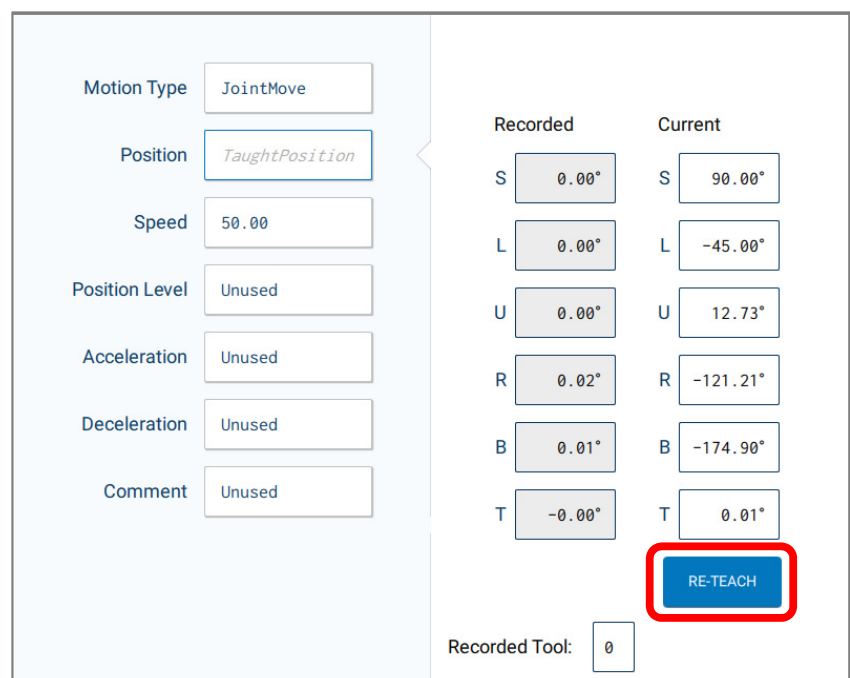 Motion Type JointMove
Position TaughtPosition
Speed 50.00
Position Level Unused
Acceleration Unused
Deceleration Unused
Comment Unused
Recorded Current
S 0.00° S 90.00°
L 0.00° L -45.00°
U 0.00° U 12.73°
R 0.02° R -121.21°
B 0.01° B -174.90°
T -0.00° T 0.01°
RE-TEACH
Recorded Tool: 0